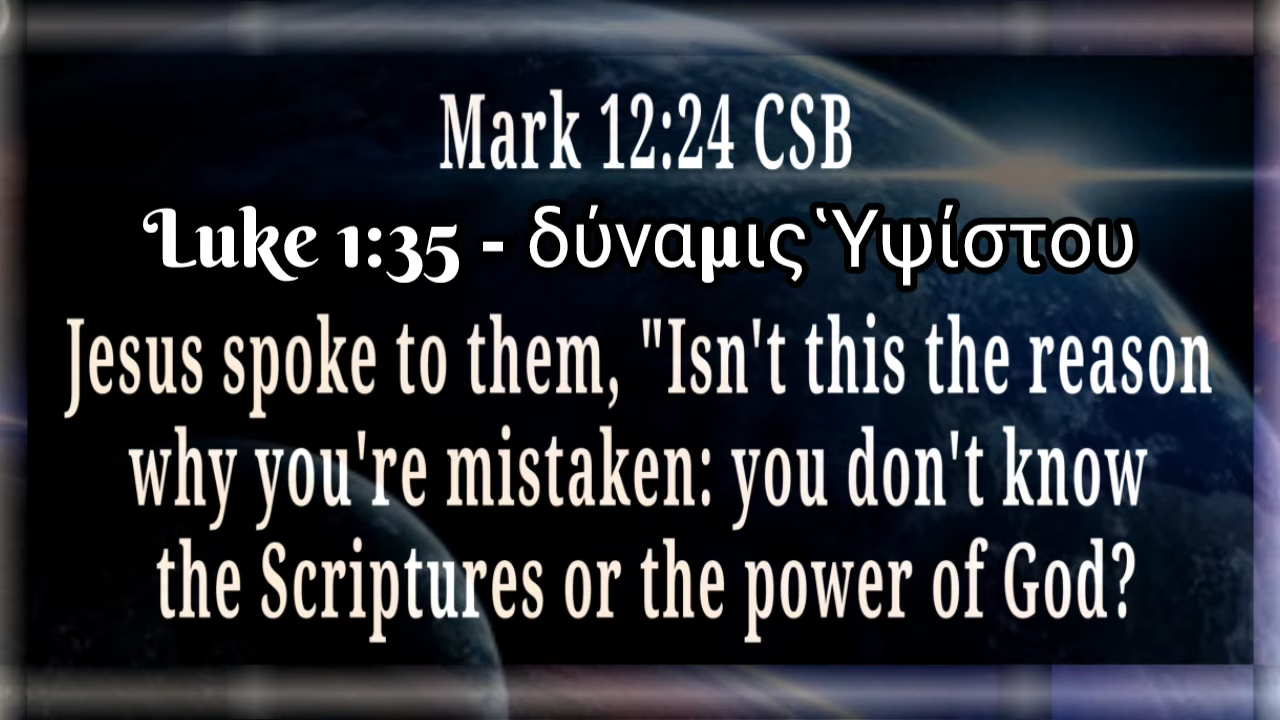 Mark 12:24 CSB
Luke 1:35 - δύναμις Ὑψίστου
Jesus spoke to them, "Isn't this the reason
why you're mistaken: you don't know
the Scriptures or the power of God?